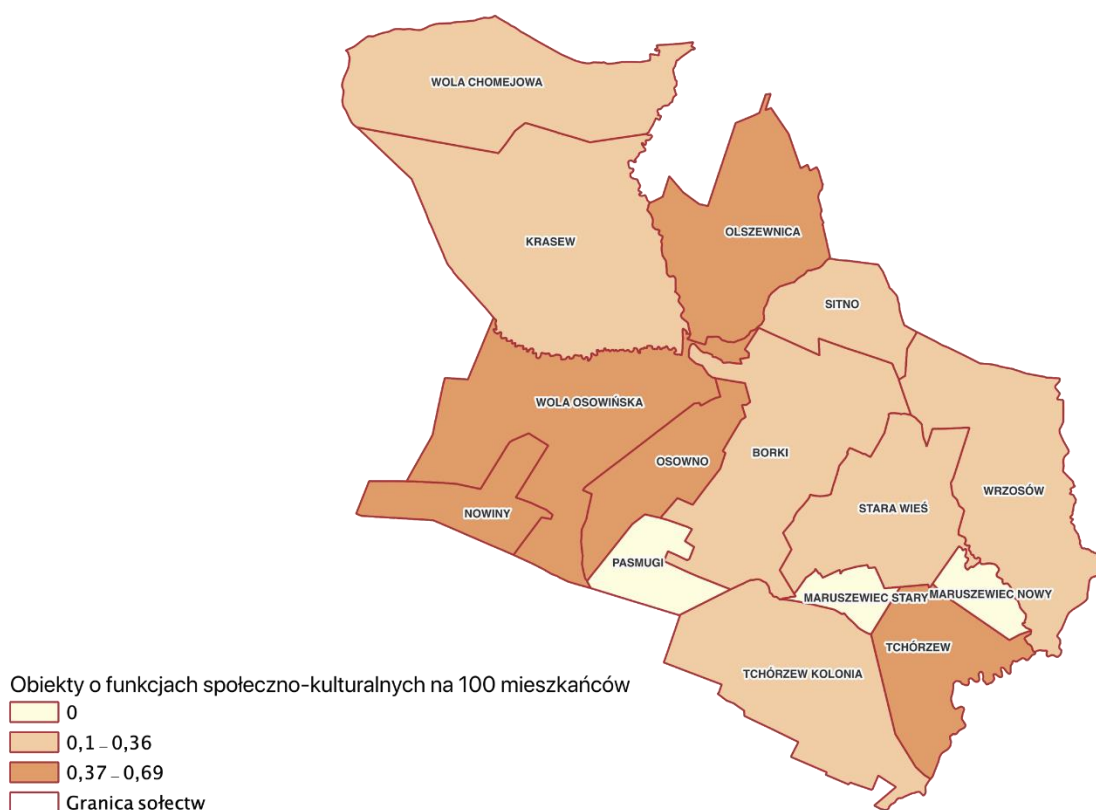 WOLA CHOMEJOWA
OLSZEWNICA
KRASEW
SITNO
WOLA OSOWIŃSKA
BORKI
OSOWNO
WRZOSÓW
STARA WIEŚ
NOWINY
PASMUGI
MARUSZEWIEC STARY
MARUSZEWIEC NOWY
TCHÓRZEW
TCHÓRZEW KOLONIA
Obiekty o funkcjach społeczno-kulturalnych na 100 mieszkańców
0
0,1 – 0,36
0,37 – 0,69
Granica sołectw